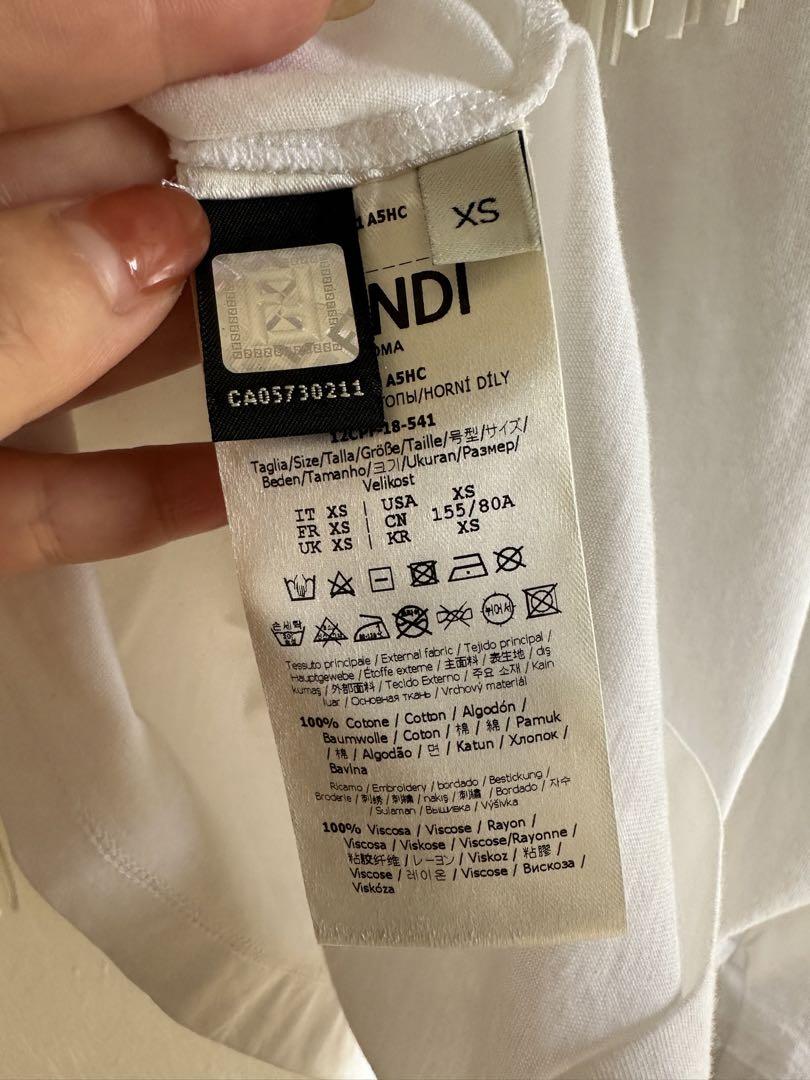 A5HC
XS
NDI
OMA
A5HC
ТОПЫ/HORNÍ DÍLY
18-541
Taglia/Size/Talla/Größe/Taille/号型/サイズ/
Beden/Tamanho/크기/Ukuran/Размер/
Velikost
IT XS | USA XS
FR XS | CN 155/80A
UK XS | KR XS
손세탁
CA05730211
Tessuto principale / External fabric / Tejido principal /
Hauptgewebe / Étoffe externe / 主面料 / 表生地 / dış
kumaş / 外部面料 / Tecido Externo / 주요 소재 / Kain
luar / Основная ткань / Vrchový materiál
100% Cotone / Cotton / Algodón /
Baumwolle / Coton / 棉 / 綿 / Pamuk
/ 棉 / Algodão / 면 / Katun / Хлопок /
Bavlna
Ricamo / Embroidery / bordado / Bestickung /
Broderie / 刺绣 / 刺繍 / nakış / 刺繡 / Bordado / 자수
/ Sulaman / Вышивка / Výšivka
100% Viscosa / Viscose / Rayon /
Viscosa / Viskose / Viscose/Rayonne /
粘胶纤维 / レーヨン / Viskoz / 粘膠 /
Viscose / 레이온 / Viscose / Вискоза /
Viskóza